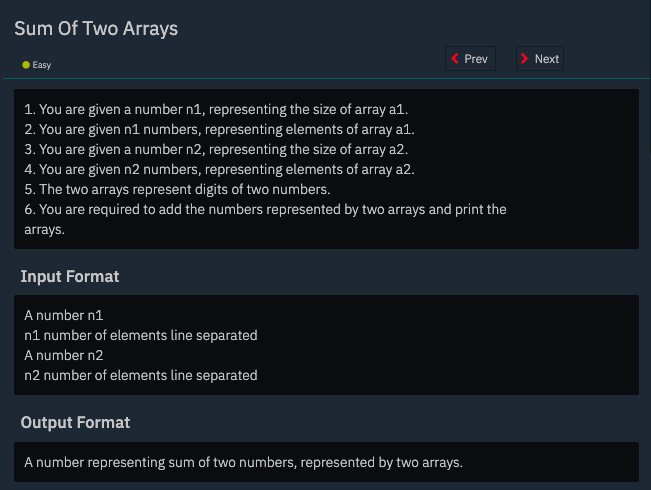 Sum Of Two Arrays
Easy
Prev
Next
1. You are given a number n1, representing the size of array a1.
2. You are given n1 numbers, representing elements of array a1.
3. You are given a number n2, representing the size of array a2.
4. You are given n2 numbers, representing elements of array a2.
5. The two arrays represent digits of two numbers.
6. You are required to add the numbers represented by two arrays and print the
arrays.
Input Format
A number n1
n1 number of elements line separated
A number n2
n2 number of elements line separated
Output Format
A number representing sum of two numbers, represented by two arrays.